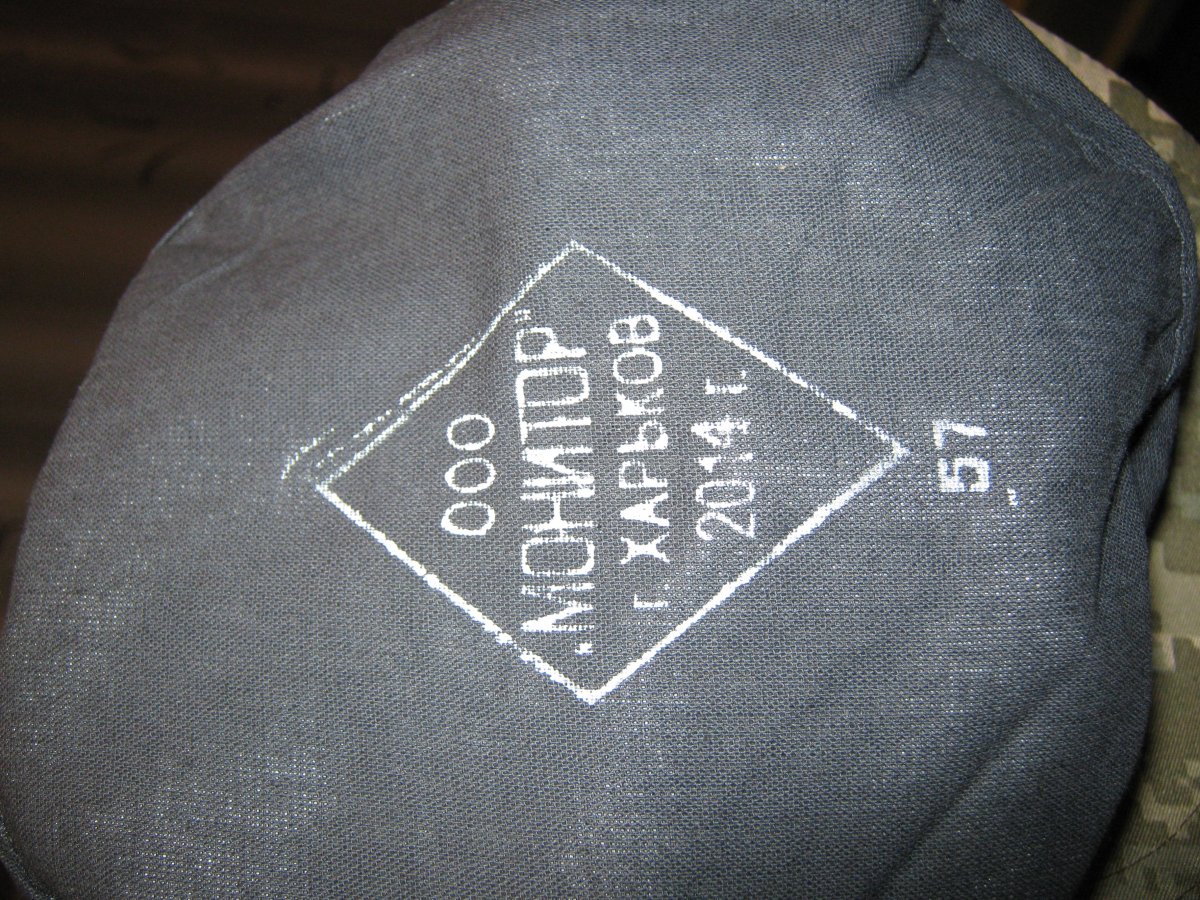 ООО
"МОНИТОР"
г. ХАРЬКОВ
2014 г.
57